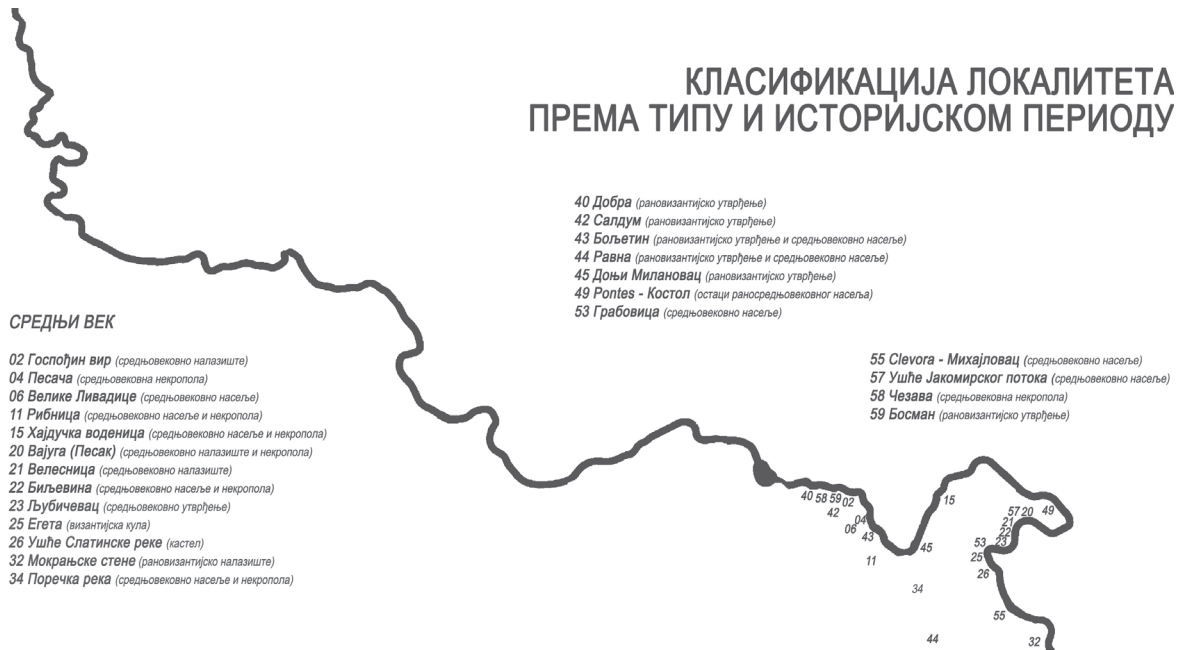 КЛАСИФИКАЦИЈА ЛОКАЛИТЕТА
ПРЕМА ТИПУ И ИСТОРИЈСКОМ ПЕРИОДУ
40 Добра (рановизантијско утврђење)
42 Салдум (рановизантијско утврђење)
43 Бољетин (рановизантијско утврђење и средњовековно насеље)
44 Равна (рановизантијско утврђење и средњовековно насеље)
45 Доњи Милановац (рановизантијско утврђење)
49 Pontes - Костол (остаци раносредњовековног насеља)
53 Грабовица (средњовековно насеље)
СРЕДЊИ ВЕК
02 Госпођин вир (средњовековно налазиште)
04 Песача (средњовековна некропола)
06 Велике Ливадице (средњовековно насеље)
11 Рибница (средњовековно насеље и некропола)
15 Хајдучка воденица (средњовековно насеље и некропола)
20 Вајуга (Песак) (средњовековно налазиште и некропола)
21 Велесница (средњовековно налазиште)
22 Биљевина (средњовековно насеље и некропола)
23 Љубичевац (средњовековно утврђење)
25 Егета (византијска кула)
26 Ушће Слатинске реке (кастел)
32 Мокрањске стене (рановизантијско налазиште)
34 Поречка река (средњовековно насеље и некропола)
55 Clevora - Михајловац (средњовековно насеље)
57 Ушће Јакомирског потока (средњовековно насеље)
58 Чезава (средњовековна некропола)
59 Босман (рановизантијско утврђење)
40 58 59 02
42
04
06
43
11
45
15
34
44
57 20 49
21
22
53 23
25
26
55
32